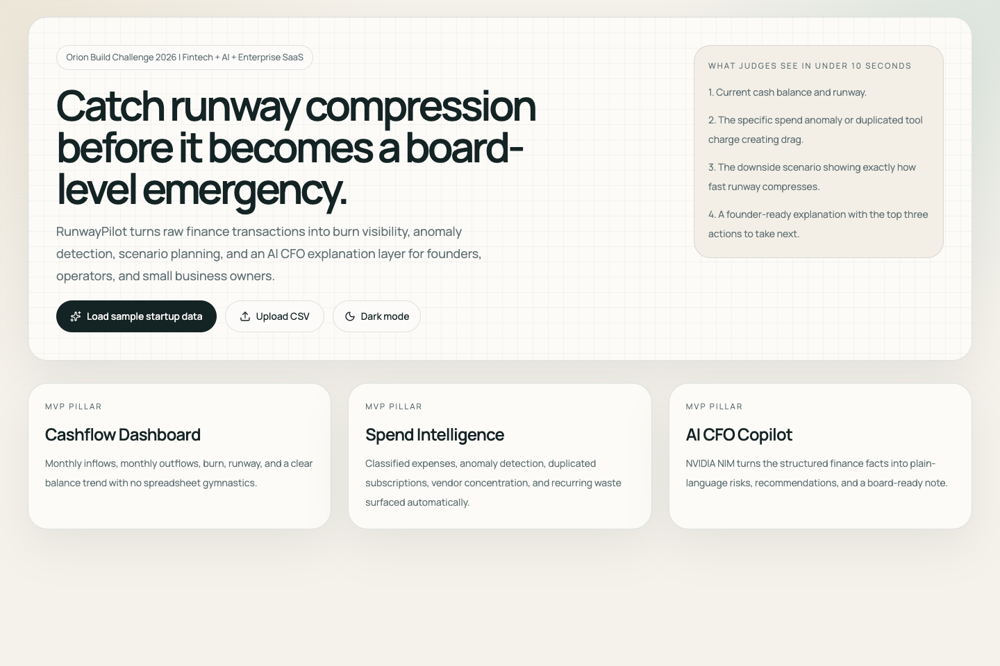 Orion Build Challenge 2026 | Fintech + AI + Enterprise SaaS
Catch runway compression
before it becomes a board-
level emergency.
RunwayPilot turns raw finance transactions into burn visibility, anomaly
detection, scenario planning, and an AI CFO explanation layer for founders,
operators, and small business owners.
Load sample startup data
Upload CSV
Dark mode
WHAT JUDGES SEE IN UNDER 10 SECONDS
1. Current cash balance and runway.
2. The specific spend anomaly or duplicated tool
charge creating drag.
3. The downside scenario showing exactly how
fast runway compresses.
4. A founder-ready explanation with the top three
actions to take next.
MVP PILLAR
Cashflow Dashboard
Monthly inflows, monthly outflows, burn, runway, and a clear
balance trend with no spreadsheet gymnastics.
MVP PILLAR
Spend Intelligence
Classified expenses, anomaly detection, duplicated
subscriptions, vendor concentration, and recurring waste
surfaced automatically.
MVP PILLAR
AI CFO Copilot
NVIDIA NIM turns the structured finance facts into plain-
language risks, recommendations, and a board-ready note.